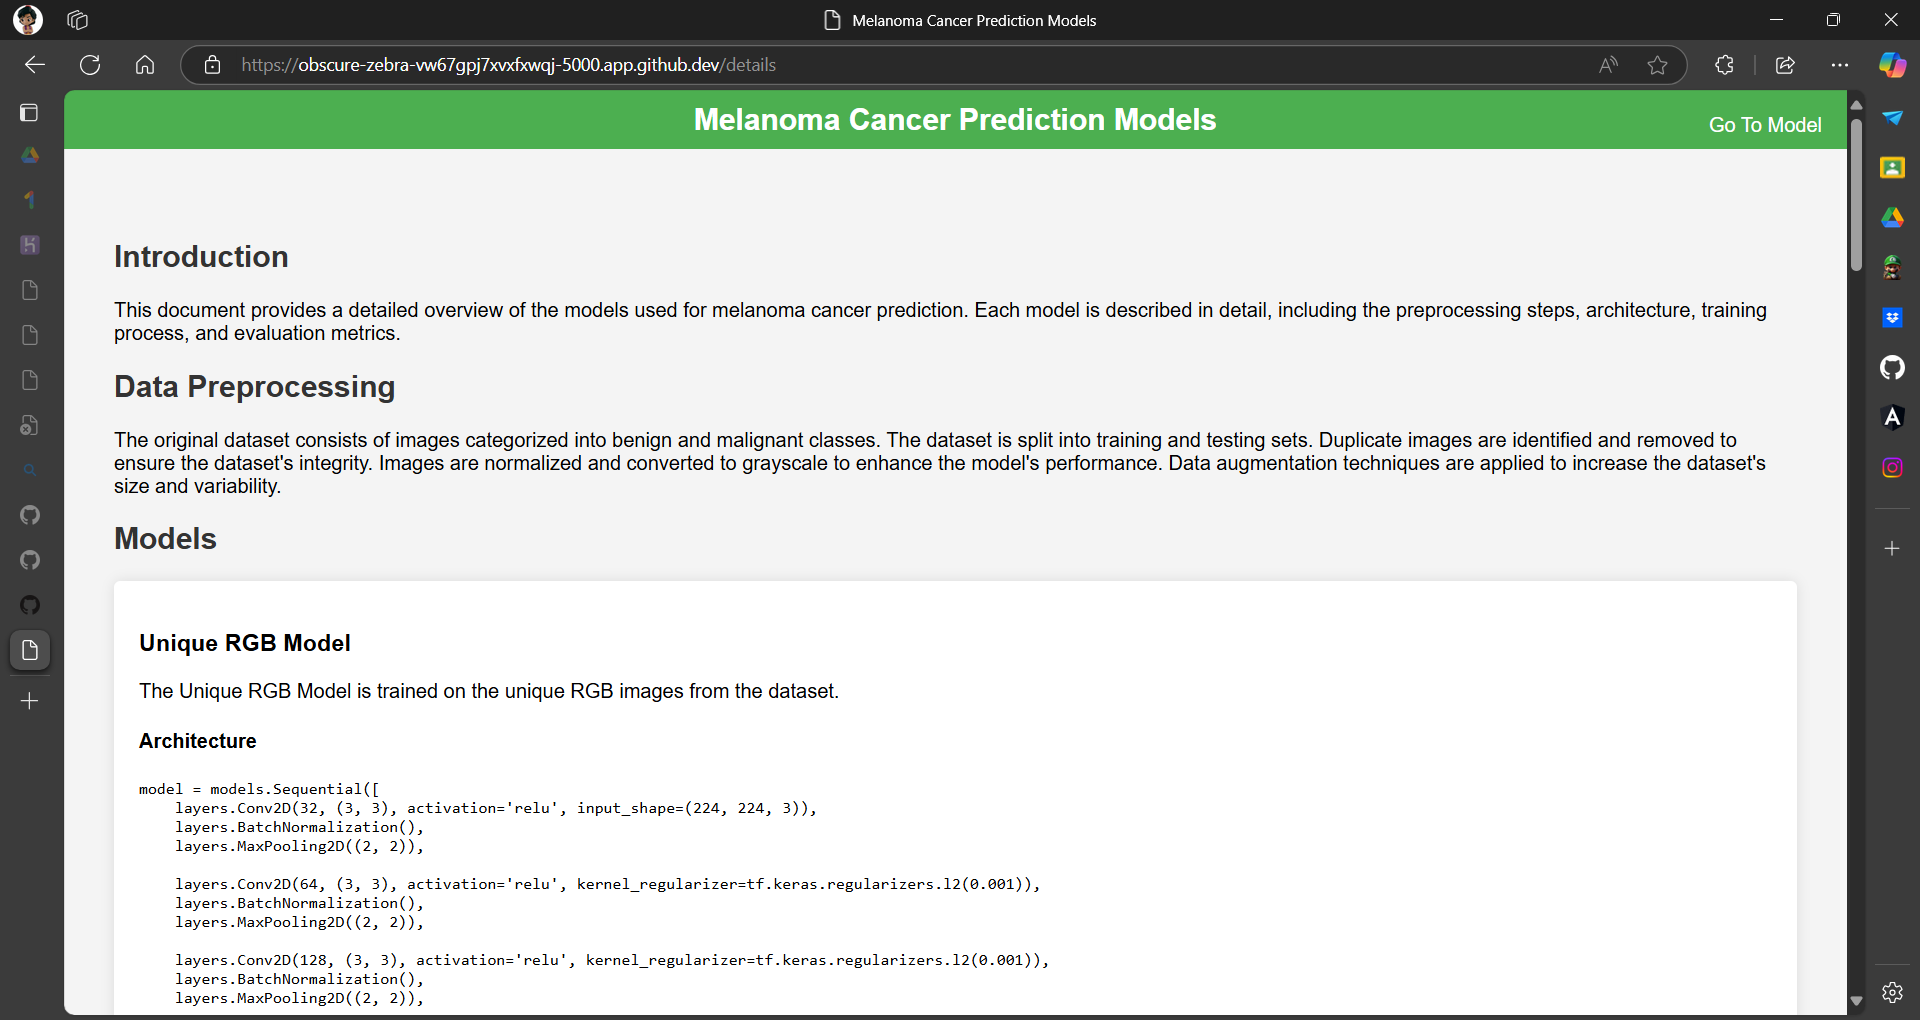 Melanoma Cancer Prediction Models
https://obscure-zebra-vw67gpj7xvxfxwqj-5000.app.github.dev/details
Melanoma Cancer Prediction Models
Go To Model
Introduction
This document provides a detailed overview of the models used for melanoma cancer prediction. Each model is described in detail, including the preprocessing steps, architecture, training
process, and evaluation metrics.
Data Preprocessing
The original dataset consists of images categorized into benign and malignant classes. The dataset is split into training and testing sets. Duplicate images are identified and removed to
ensure the dataset's integrity. Images are normalized and converted to grayscale to enhance the model's performance. Data augmentation techniques are applied to increase the dataset's
size and variability.
Models
Unique RGB Model
The Unique RGB Model is trained on the unique RGB images from the dataset.
Architecture
model = models.Sequential([
    layers.Conv2D(32, (3, 3), activation='relu', input_shape=(224, 224, 3)),
    layers.BatchNormalization(),
    layers.MaxPooling2D((2, 2)),
    layers.Conv2D(64, (3, 3), activation='relu', kernel_regularizer=tf.keras.regularizers.l2(0.001)),
    layers.BatchNormalization(),
    layers.MaxPooling2D((2, 2)),
    layers.Conv2D(128, (3, 3), activation='relu', kernel_regularizer=tf.keras.regularizers.l2(0.001)),
    layers.BatchNormalization(),
    layers.MaxPooling2D((2, 2)),